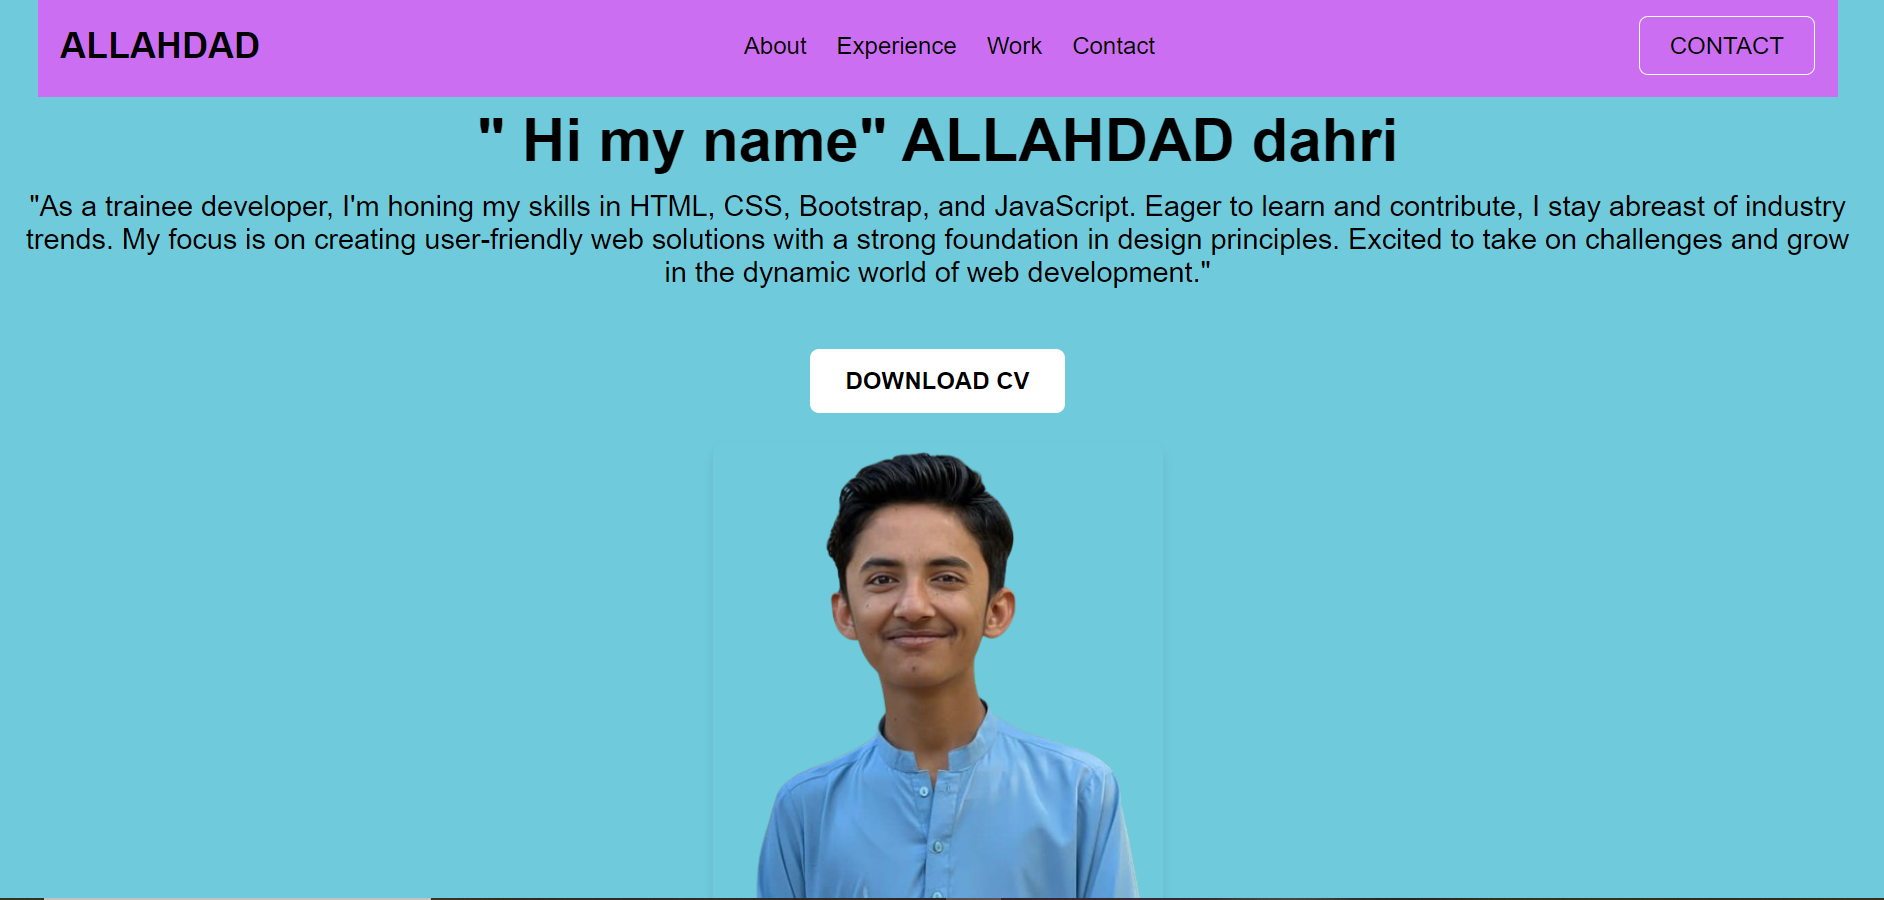 ALLAHDAD
About Experience Work Contact
CONTACT
" Hi my name" ALLAHDAD dahri
"As a trainee developer, I'm honing my skills in HTML, CSS, Bootstrap, and JavaScript. Eager to learn and contribute, I stay abreast of industry
trends. My focus is on creating user-friendly web solutions with a strong foundation in design principles. Excited to take on challenges and grow
in the dynamic world of web development."
DOWNLOAD CV